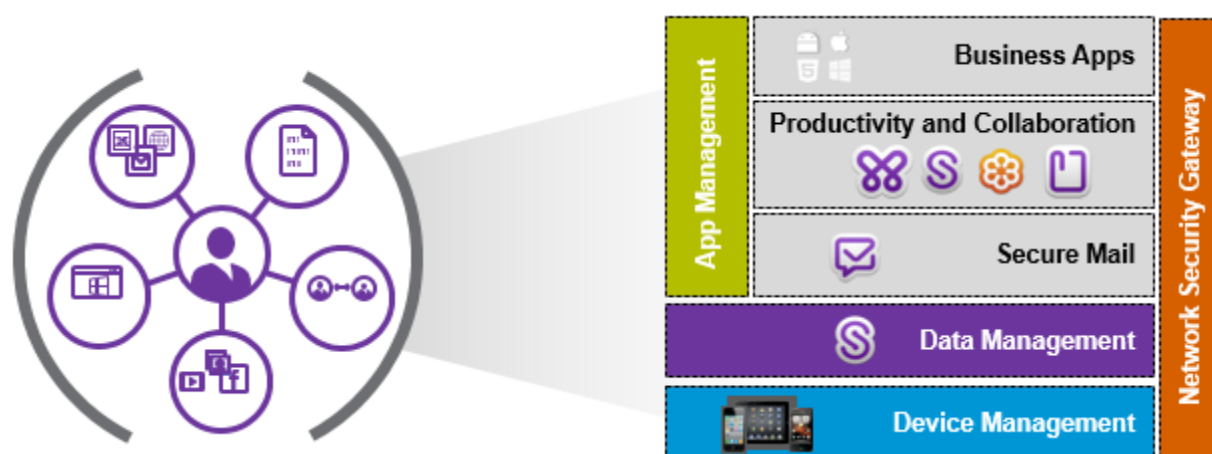 App Management
Business Apps
Productivity and Collaboration
Secure Mail
Data Management
Device Management
Network Security Gateway